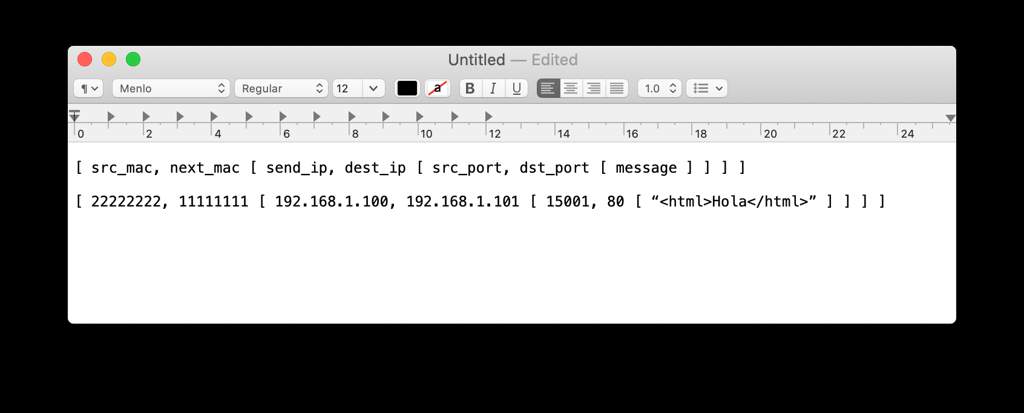 Untitled — Edited
¶ Menlo Regular 12 a B I U 1.0
0 2 4 6 8 10 12 14 16 18 20 22 24
[ src_mac, next_mac [ send_ip, dest_ip [ src_port, dst_port [ message ] ] ] ]
[ 22222222, 11111111 [ 192.168.1.100, 192.168.1.101 [ 15001, 80 [ “<html>Hola</html>” ] ] ] ]